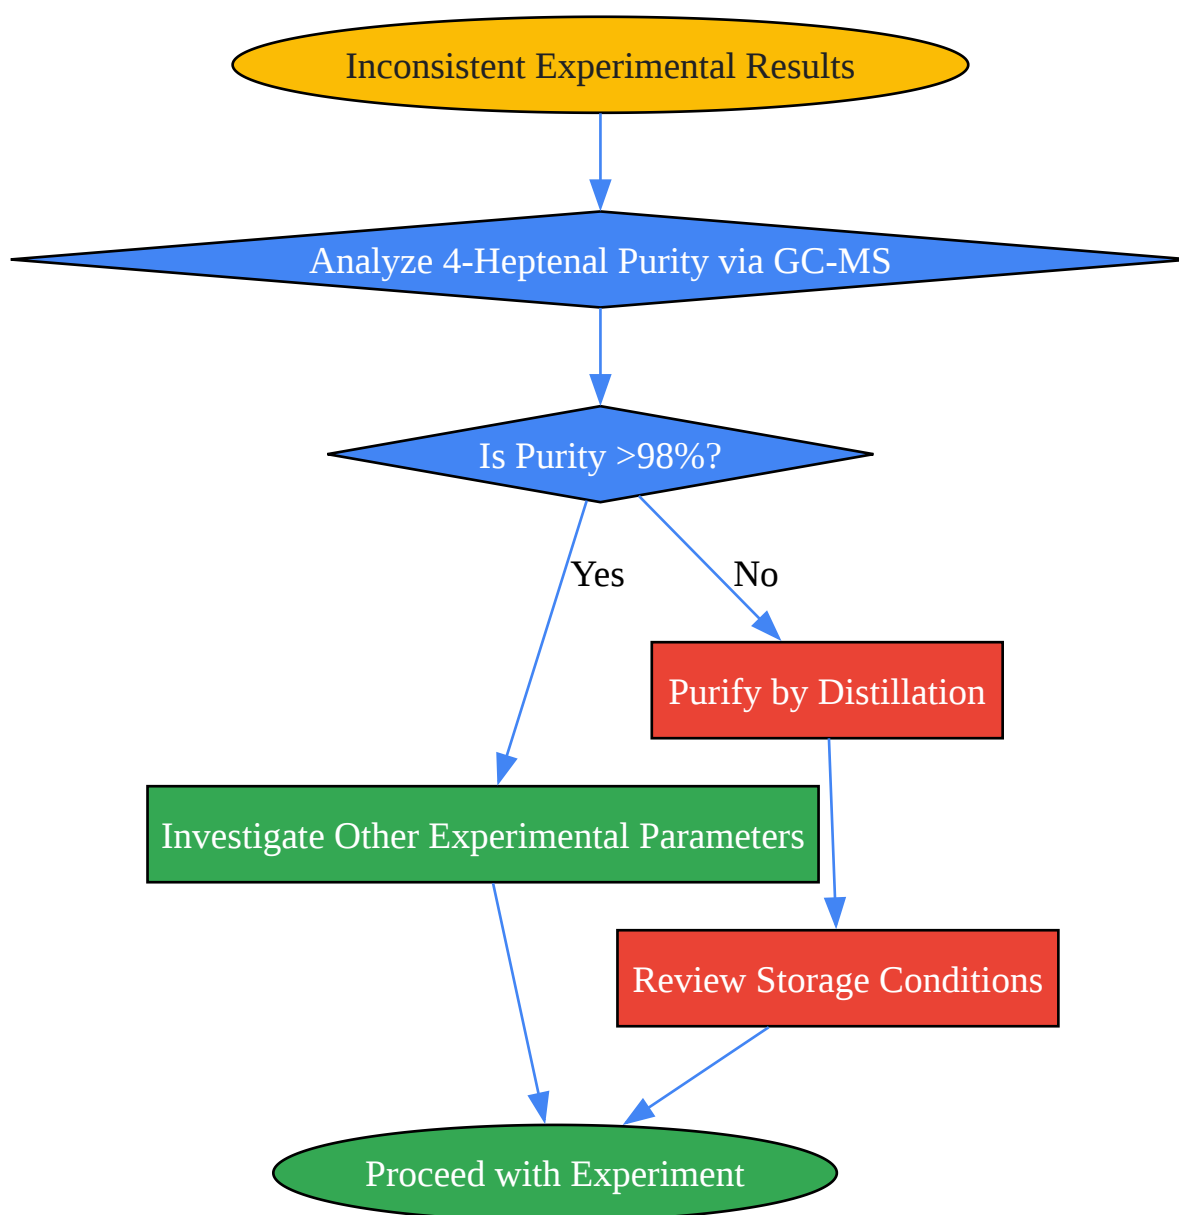 Inconsistent Experimental Results
Analyze 4-Heptenal Purity via GC-MS
Is Purity >98%?
Yes
No
Purify by Distillation
Investigate Other Experimental Parameters
Review Storage Conditions
Proceed with Experiment